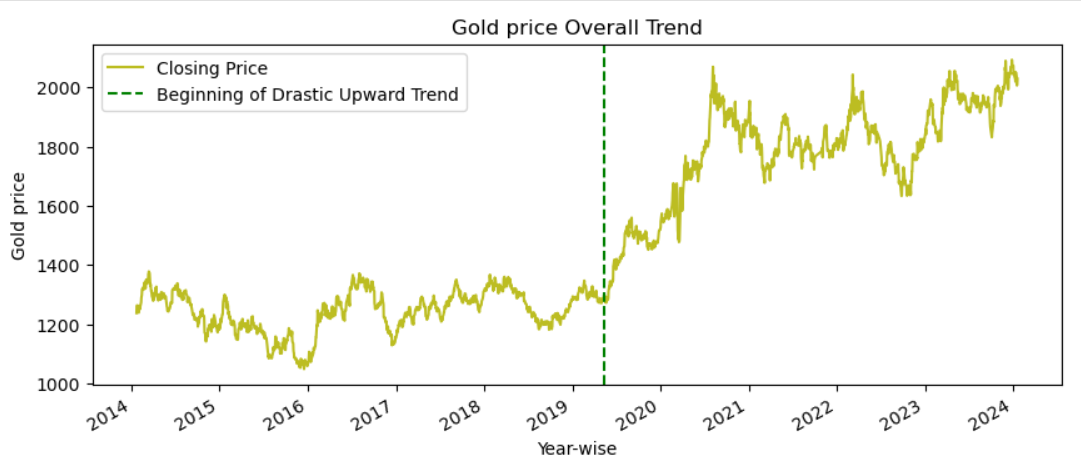 Gold price Overall Trend
Closing Price
Beginning of Drastic Upward Trend
Gold price
2000
1800
1600
1400
1200
1000
2014 2015 2016 2017 2018 2019 2020 2021 2022 2023 2024
Year-wise